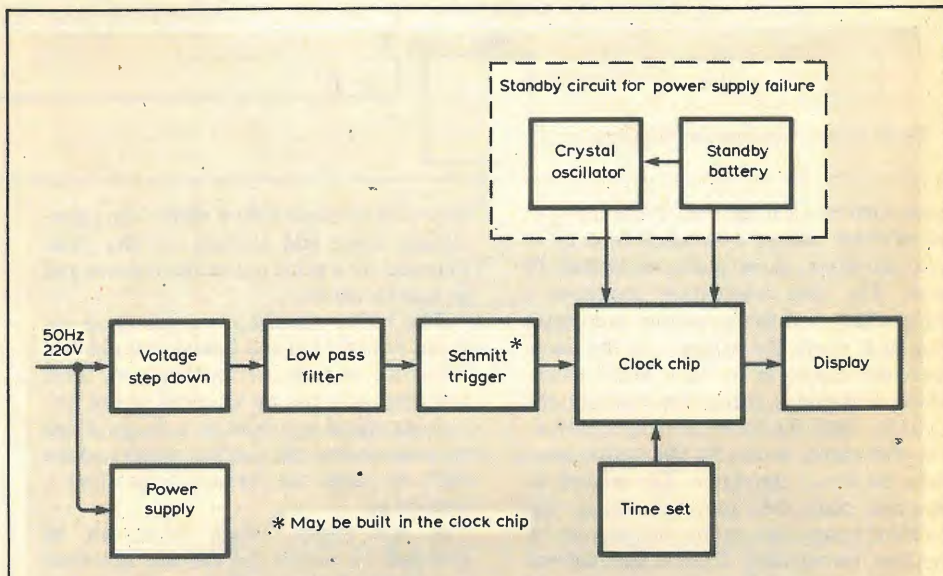 Standby circuit for power supply failure
Crystal
oscillator
Standby
battery
50Hz
220V
Voltage
step down
Low pass
filter
Schmitt*
trigger
Clock chip
Display
Power
supply
Time set
* May be built in the clock chip